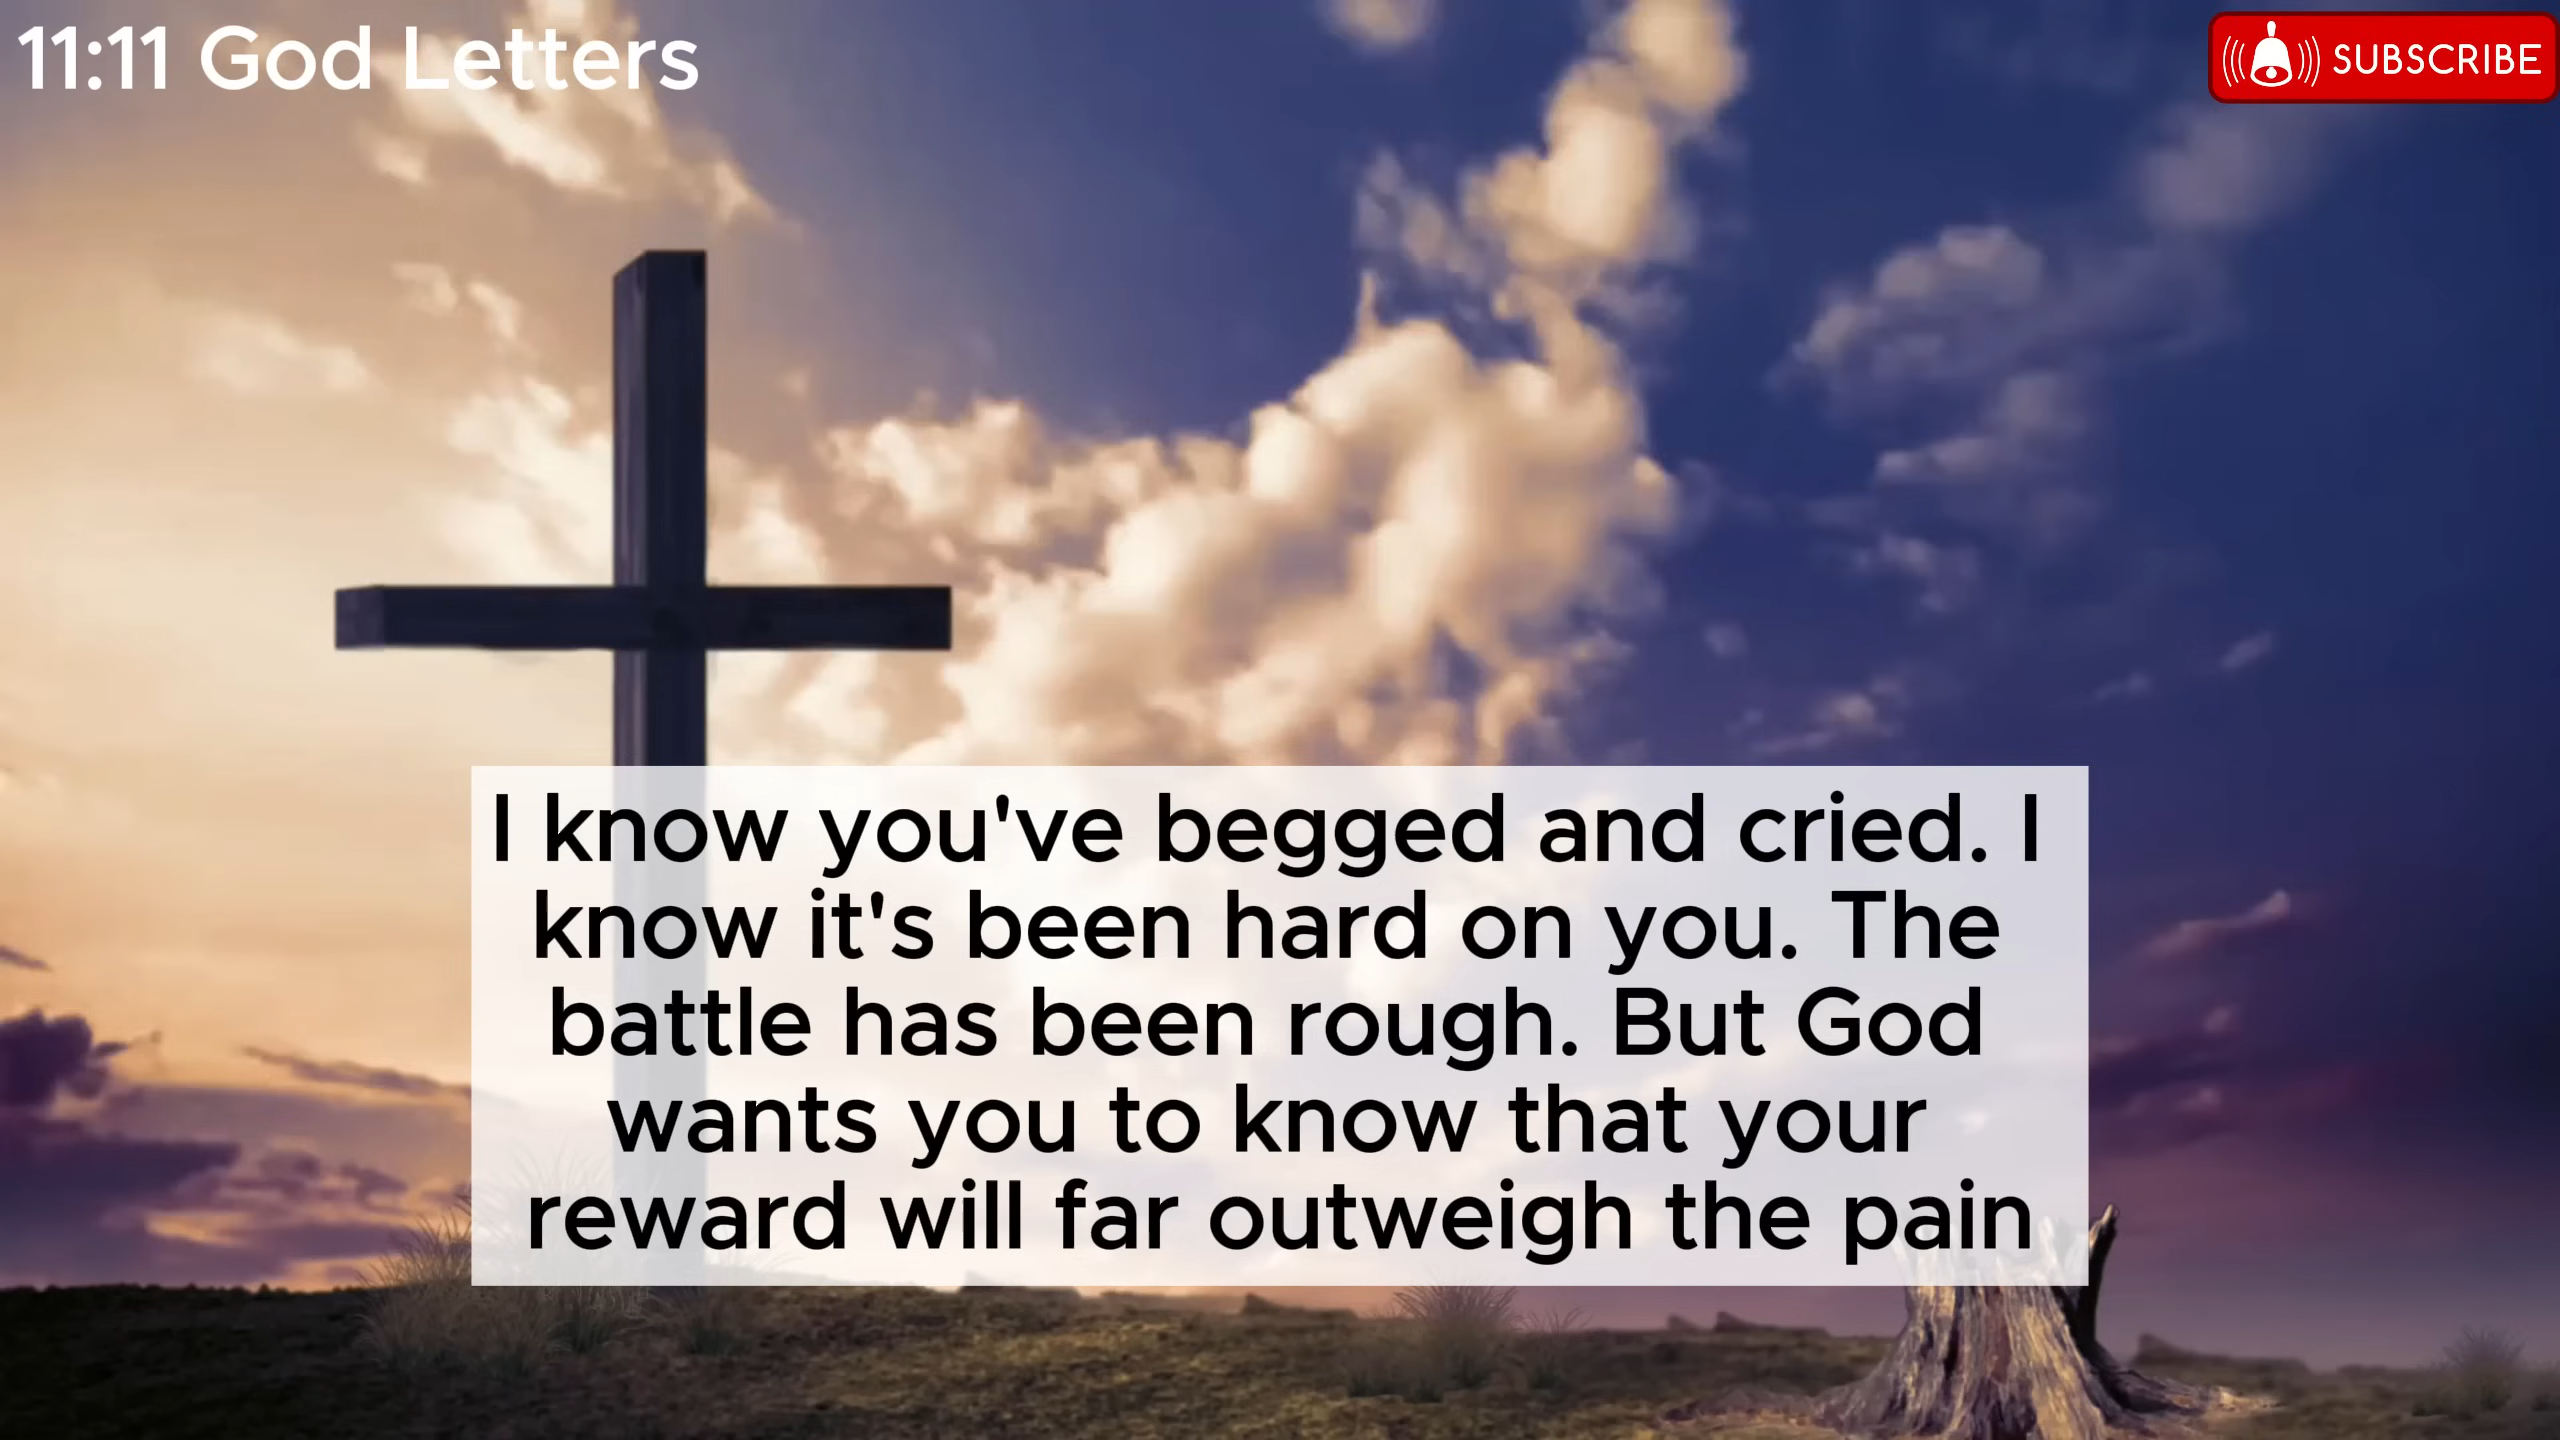 11:11 God Letters
SUBSCRIBE
I know you've begged and cried. I
know it's been hard on you. The
battle has been rough. But God
wants you to know that your
reward will far outweigh the pain